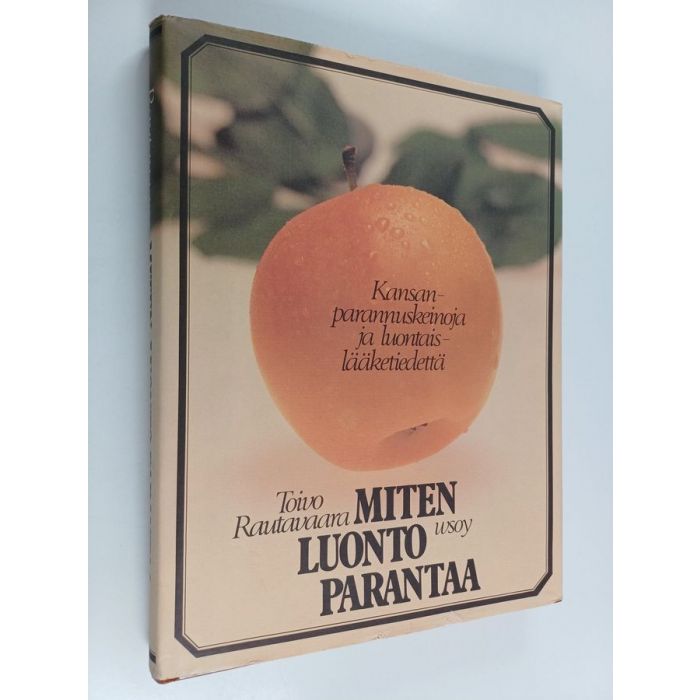 Kansan-
parannuskeinoja
ja luontais-
lääketiedettä
Toivo
Rautavaara MITEN
LUONTO wsoy
PARANTAA